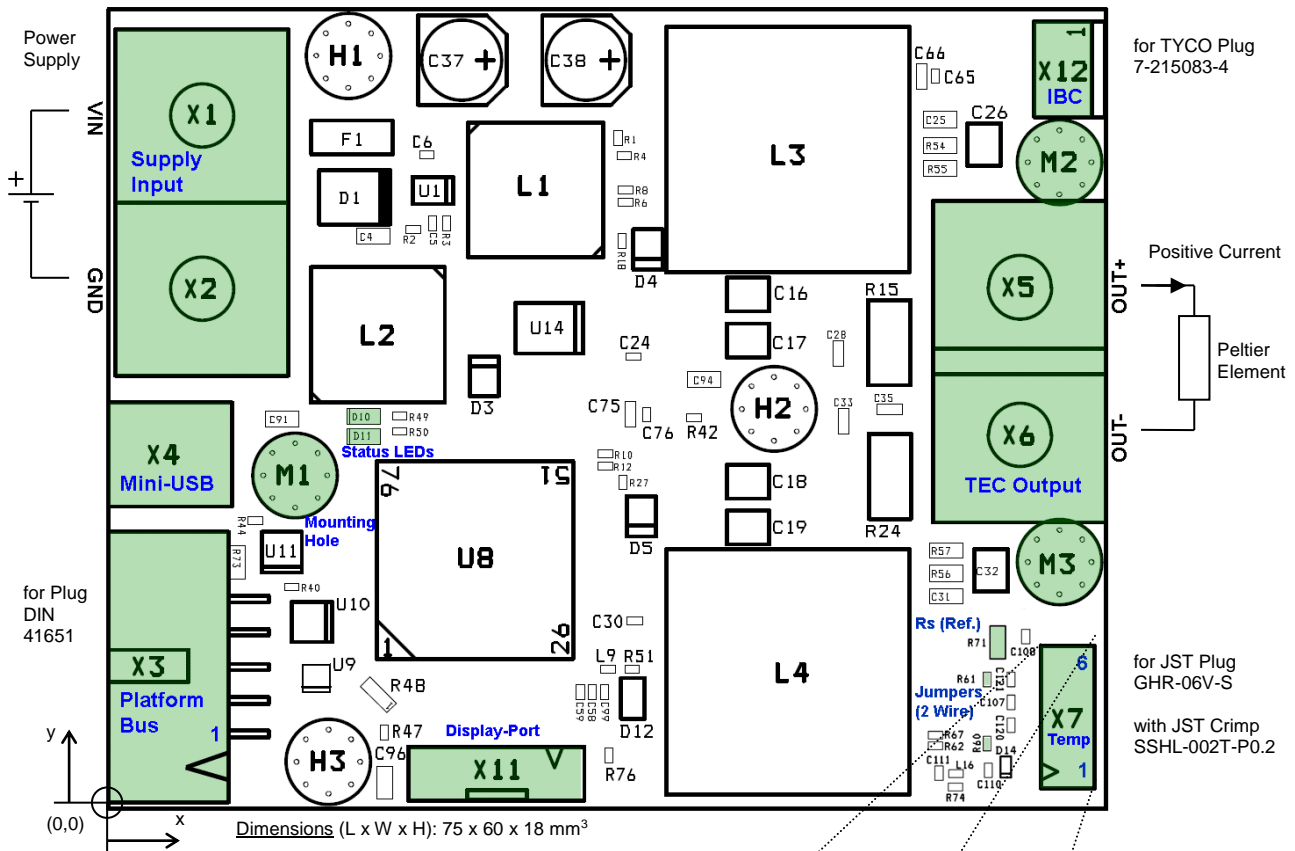 Power
Supply
VIN
+
GND
X1
Supply
Input
X2
H1
C37
+
C38
+
F1
C6
D1
U1
C4
R2
C5
R3
L1
R1
R4
R8
R6
R18
D4
L3
C66
C65
C25
R54
R55
C26
1
X12
IBC
M2
for TYCO Plug
7-215083-4
X5
OUT+
Positive Current
Peltier
Element
X6
OUT-
TEC Output
L2
U14
D3
C24
C16
C17
R15
C28
C94
C75
C76
R42
H2
C33
C35
C91
D10
D11
R49
R50
Status LEDs
X4
Mini-USB
M1
Mounting
Hole
R44
U11
R73
R40
76
51
U8
1
26
R10
R12
R27
D5
C18
C19
R24
R57
R56
C31
C32
M3
for Plug
DIN
41651
X3
Platform
Bus
1
U10
U9
R48
R47
H3
C96
Display-Port
X11
C30
L9
R51
C59
C58
C99
D12
R76
L4
Rs (Ref.)
R71
C108
R61
C121
Jumpers
(2 Wire)
C107
R67
R62
R60
C120
D14
C111
L16
R74
C110
6
X7
Temp
1
for JST Plug
GHR-06V-S
with JST Crimp
SSHL-002T-P0.2
y
(0,0)
x
Dimensions (L x W x H): 75 x 60 x 18 mm³